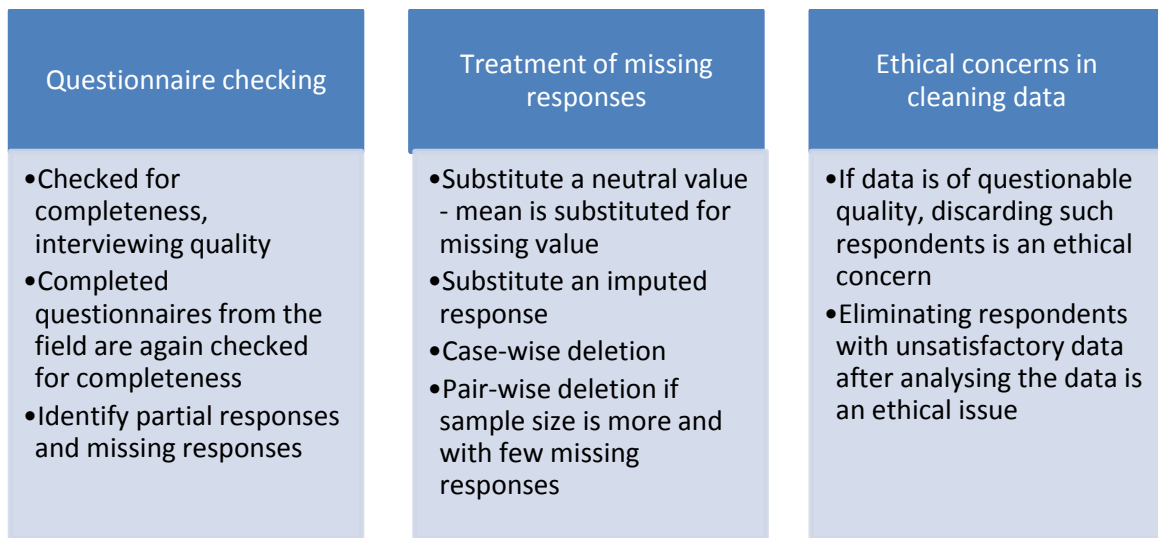 Questionnaire checking
•Checked for
completeness,
interviewing quality
•Completed
questionnaires from the
field are again checked
for completeness
•Identify partial responses
and missing responses
Treatment of missing
responses
•Substitute a neutral value
- mean is substituted for
missing value
•Substitute an imputed
response
•Case-wise deletion
•Pair-wise deletion if
sample size is more and
with few missing
responses
Ethical concerns in
cleaning data
•If data is of questionable
quality, discarding such
respondents is an ethical
concern
•Eliminating respondents
with unsatisfactory data
after analysing the data is
an ethical issue